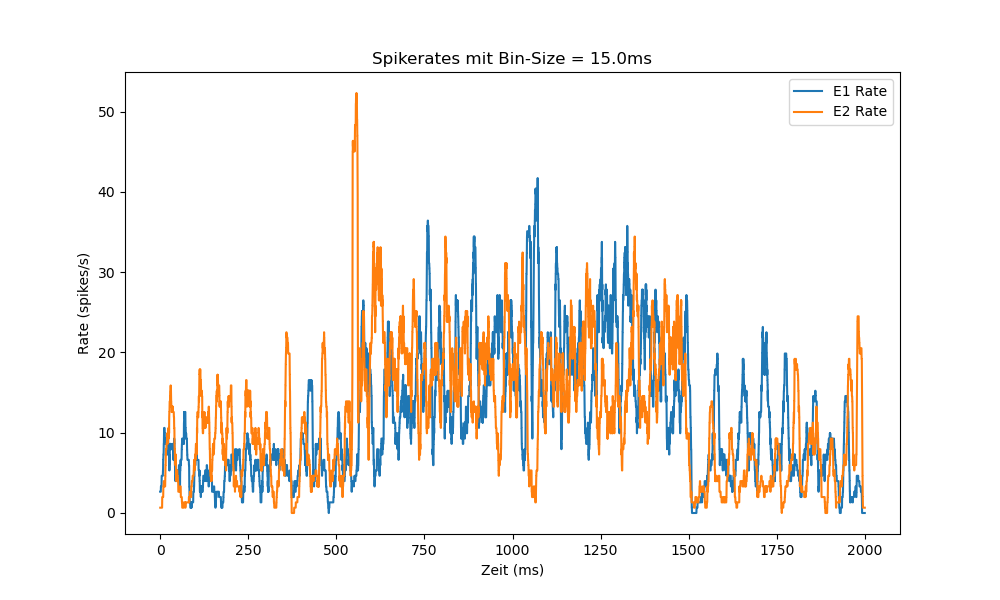 Spikerates mit Bin-Size = 15.0ms
E1 Rate
E2 Rate
Rate (spikes/s)
50
40
30
20
10
0
0 250 500 750 1000 1250 1500 1750 2000
Zeit (ms)